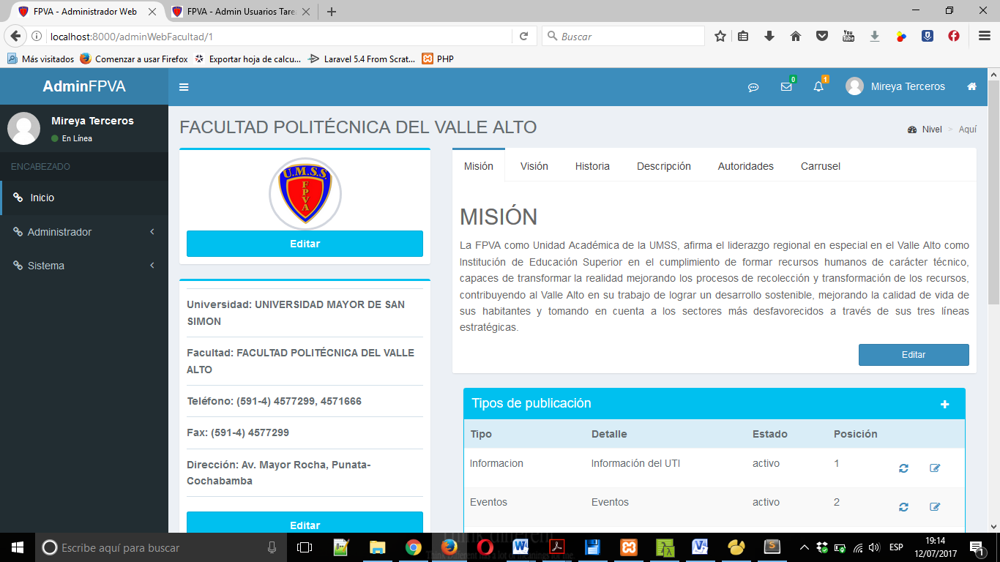 FPVA - Administrador Web
FPVA - Admin Usuarios Tare
localhost:8000/adminWebFacultad/1
Buscar
You Tube
Más visitados
Comenzar a usar Firefox
Exportar hoja de calcu...
Laravel 5.4 From Scrat...
PHP
AdminFPVA
0
1
Mireya Terceros
Mireya Terceros
En Línea
ENCABEZADO
Inicio
Administrador
Sistema
FACULTAD POLITÉCNICA DEL VALLE ALTO
Nivel > Aquí
U.M.S.S.
FPVA
Editar
Universidad: UNIVERSIDAD MAYOR DE SAN
SIMON
Facultad: FACULTAD POLITÉCNICA DEL VALLE
ALTO
Teléfono: (591-4) 4577299, 4571666
Fax: (591-4) 4577299
Dirección: Av. Mayor Rocha, Punata-
Cochabamba
Editar
Misión
Visión
Historia
Descripción
Autoridades
Carrusel
MISIÓN
La FPVA como Unidad Académica de la UMSS, afirma el liderazgo regional en especial en el Valle Alto como
Institución de Educación Superior en el cumplimiento de formar recursos humanos de carácter técnico,
capaces de transformar la realidad mejorando los procesos de recolección y transformación de los recursos,
contribuyendo al Valle Alto en su trabajo de lograr un desarrollo sostenible, mejorando la calidad de vida de
sus habitantes y tomando en cuenta a los sectores más desfavorecidos a través de sus tres líneas
estratégicas.
Editar
Tipos de publicación
Tipo Detalle Estado Posición
Informacion Información del UTI activo 1
Eventos Eventos activo 2
Escribe aquí para buscar
ESP
19:14
12/07/2017
1